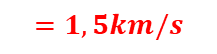 = 1,5km/s